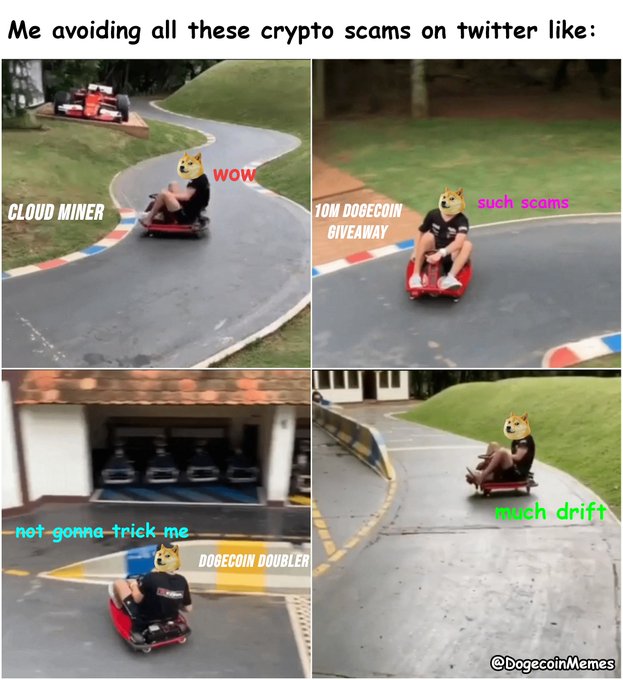 Me avoiding all these crypto scams on twitter like:
wow
CLOUD MINER
such scams
10M DOGECOIN
GIVEAWAY
not gonna trick me
DOGECOIN DOUBLER
much drift
@DogecoinMemes